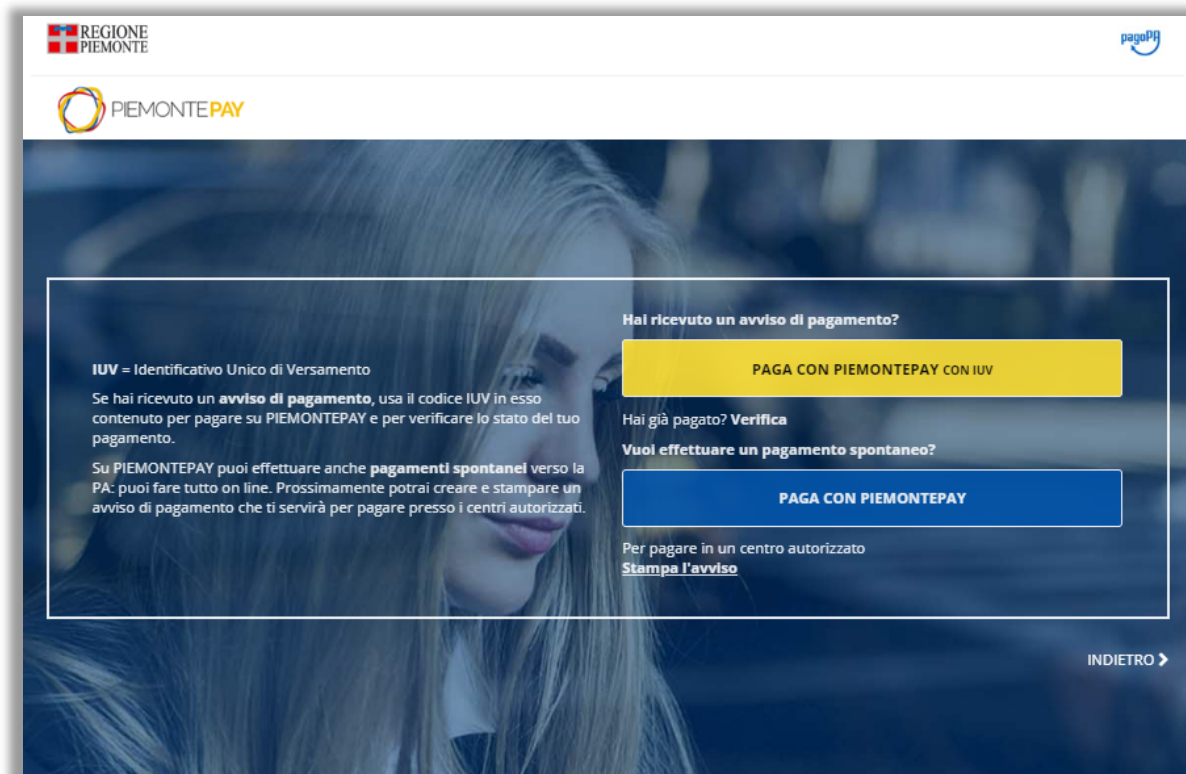 REGIONE
PIEMONTE
pagoPA
PIEMONTEPAY
IUV = Identificativo Unico di Versamento
Se hai ricevuto un avviso di pagamento, usa il codice IUV in esso
contenuto per pagare su PIEMONTEPAY e per verificare lo stato del tuo
pagamento.
Su PIEMONTEPAY puoi effettuare anche pagamenti spontanei verso la
PA: puoi fare tutto on line. Prossimamente potrai creare e stampare un
avviso di pagamento che ti servirà per pagare presso i centri autorizzati.
Hai ricevuto un avviso di pagamento?
PAGA CON PIEMONTEPAY CON IUV
Hai già pagato? Verifica
Vuoi effettuare un pagamento spontaneo?
PAGA CON PIEMONTEPAY
Per pagare in un centro autorizzato
Stampa l'avviso
INDIETRO